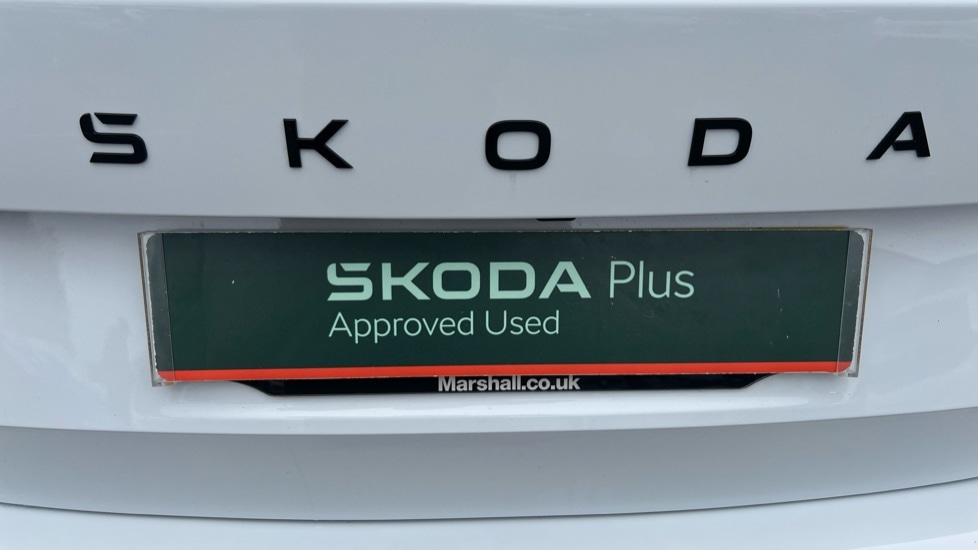 SKODA
SKODA Plus
Approved Used
Marshall.co.uk